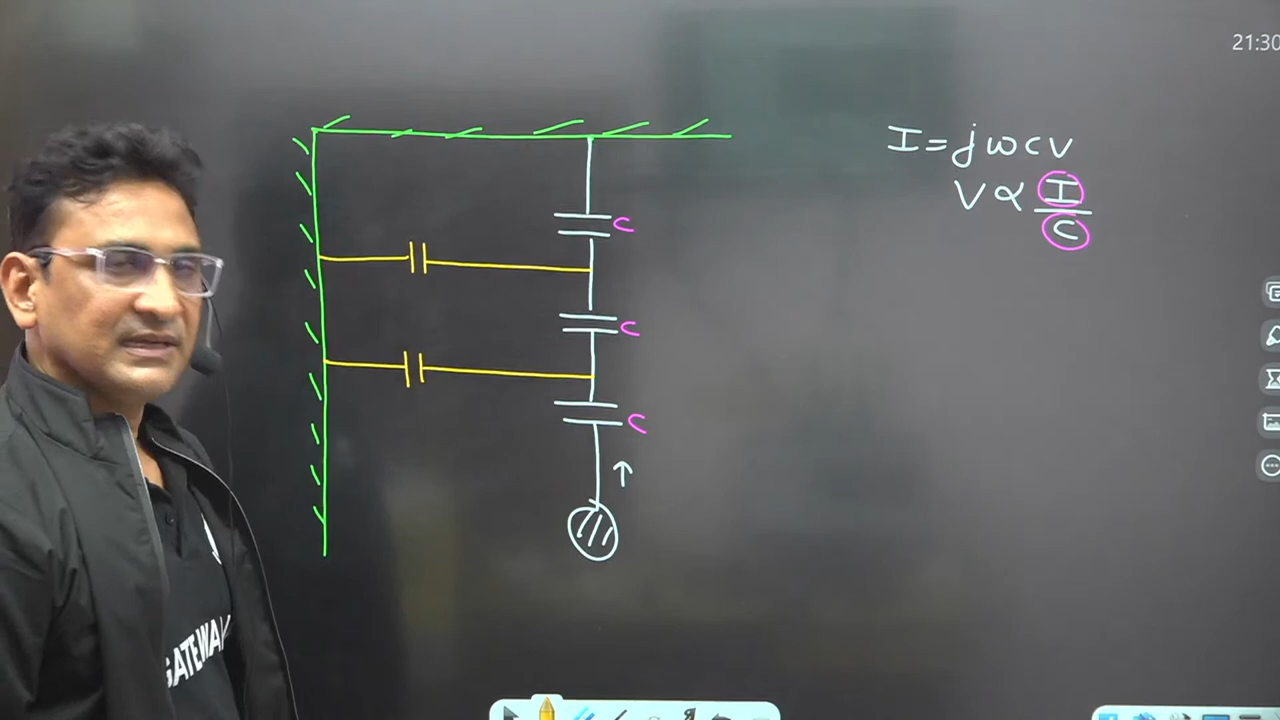 21:30
I = jωcv
V ∝ I/C
C
C
C
GATEWA